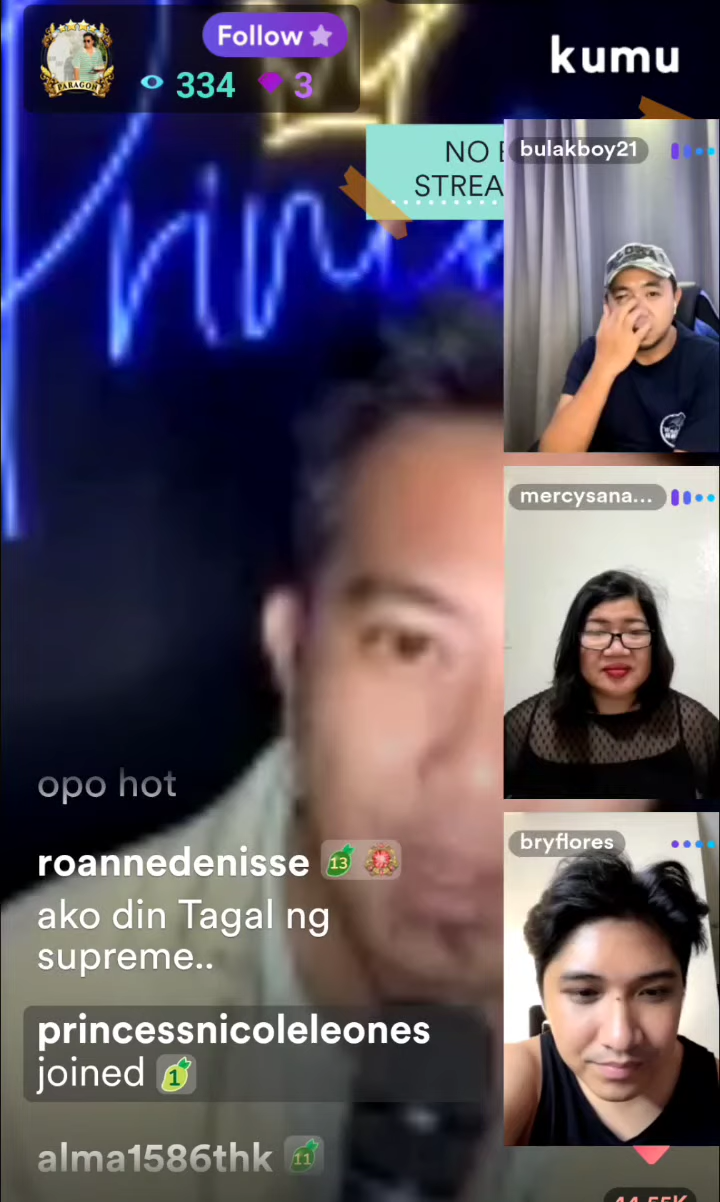 Follow
334
3
PARAGON
kumu
NO
STREA
bulakboy21
mercysana...
bryflores
opo hot
roannedenisse 13
ako din Tagal ng
supreme..
princessnicoleleones
joined 1
alma1586thk 11